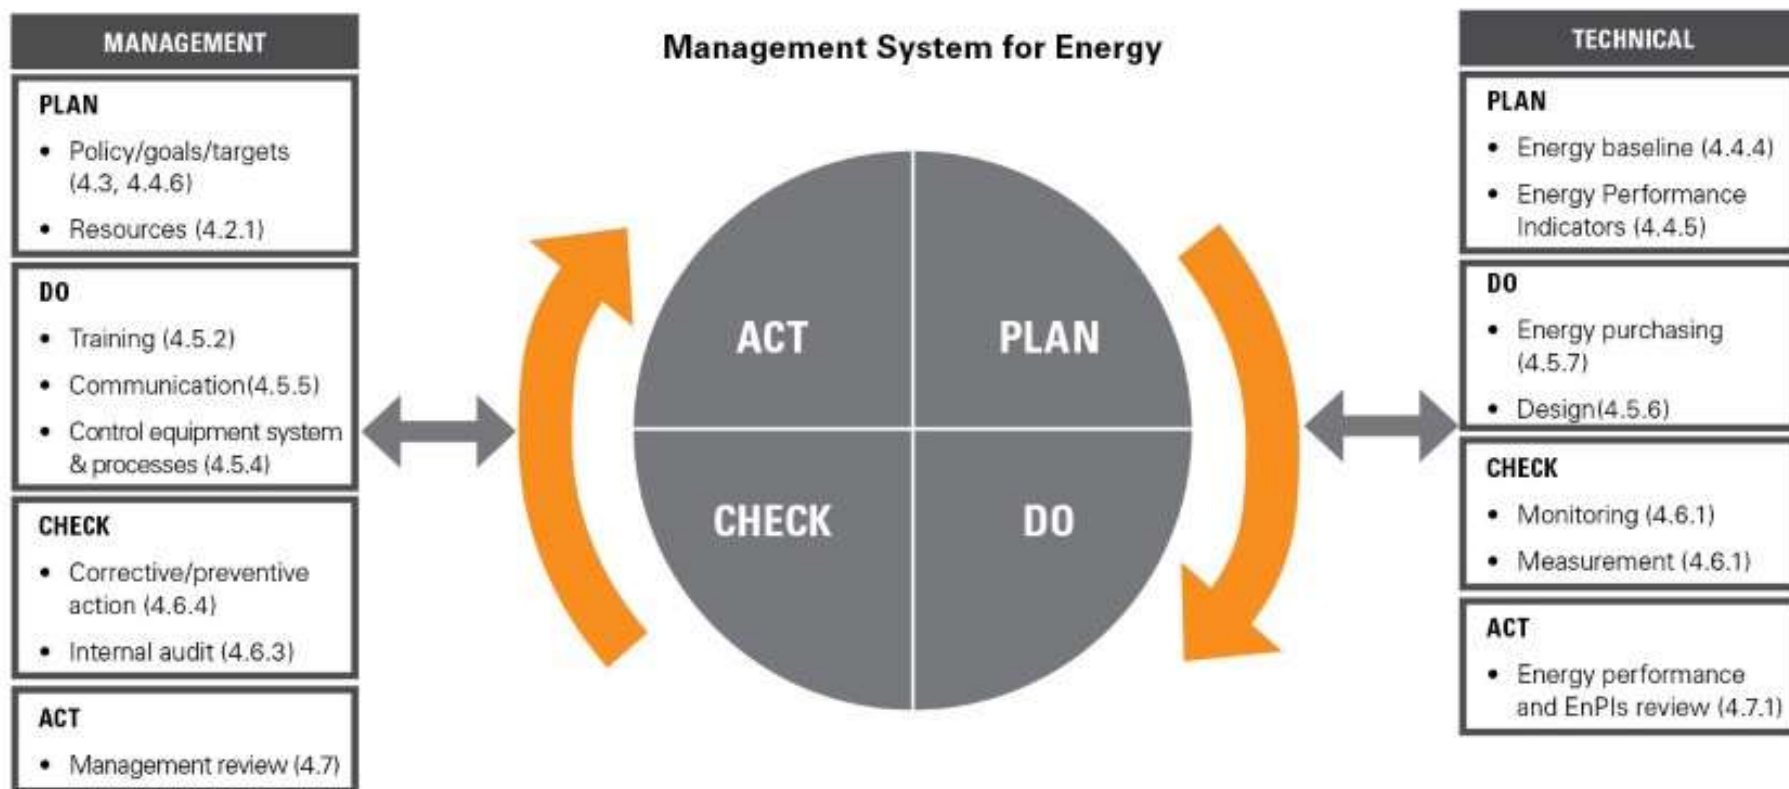 MANAGEMENT
PLAN
• Policy/goals/targets
(4.3, 4.4.6)
• Resources (4.2.1)
DO
• Training (4.5.2)
• Communication(4.5.5)
• Control equipment system
& processes (4.5.4)
CHECK
• Corrective/preventive
action (4.6.4)
• Internal audit (4.6.3)
ACT
• Management review (4.7)
Management System for Energy
ACT
PLAN
CHECK
DO
TECHNICAL
PLAN
• Energy baseline (4.4.4)
• Energy Performance
Indicators (4.4.5)
DO
• Energy purchasing
(4.5.7)
• Design(4.5.6)
CHECK
• Monitoring (4.6.1)
• Measurement (4.6.1)
ACT
• Energy performance
and EnPIs review (4.7.1)